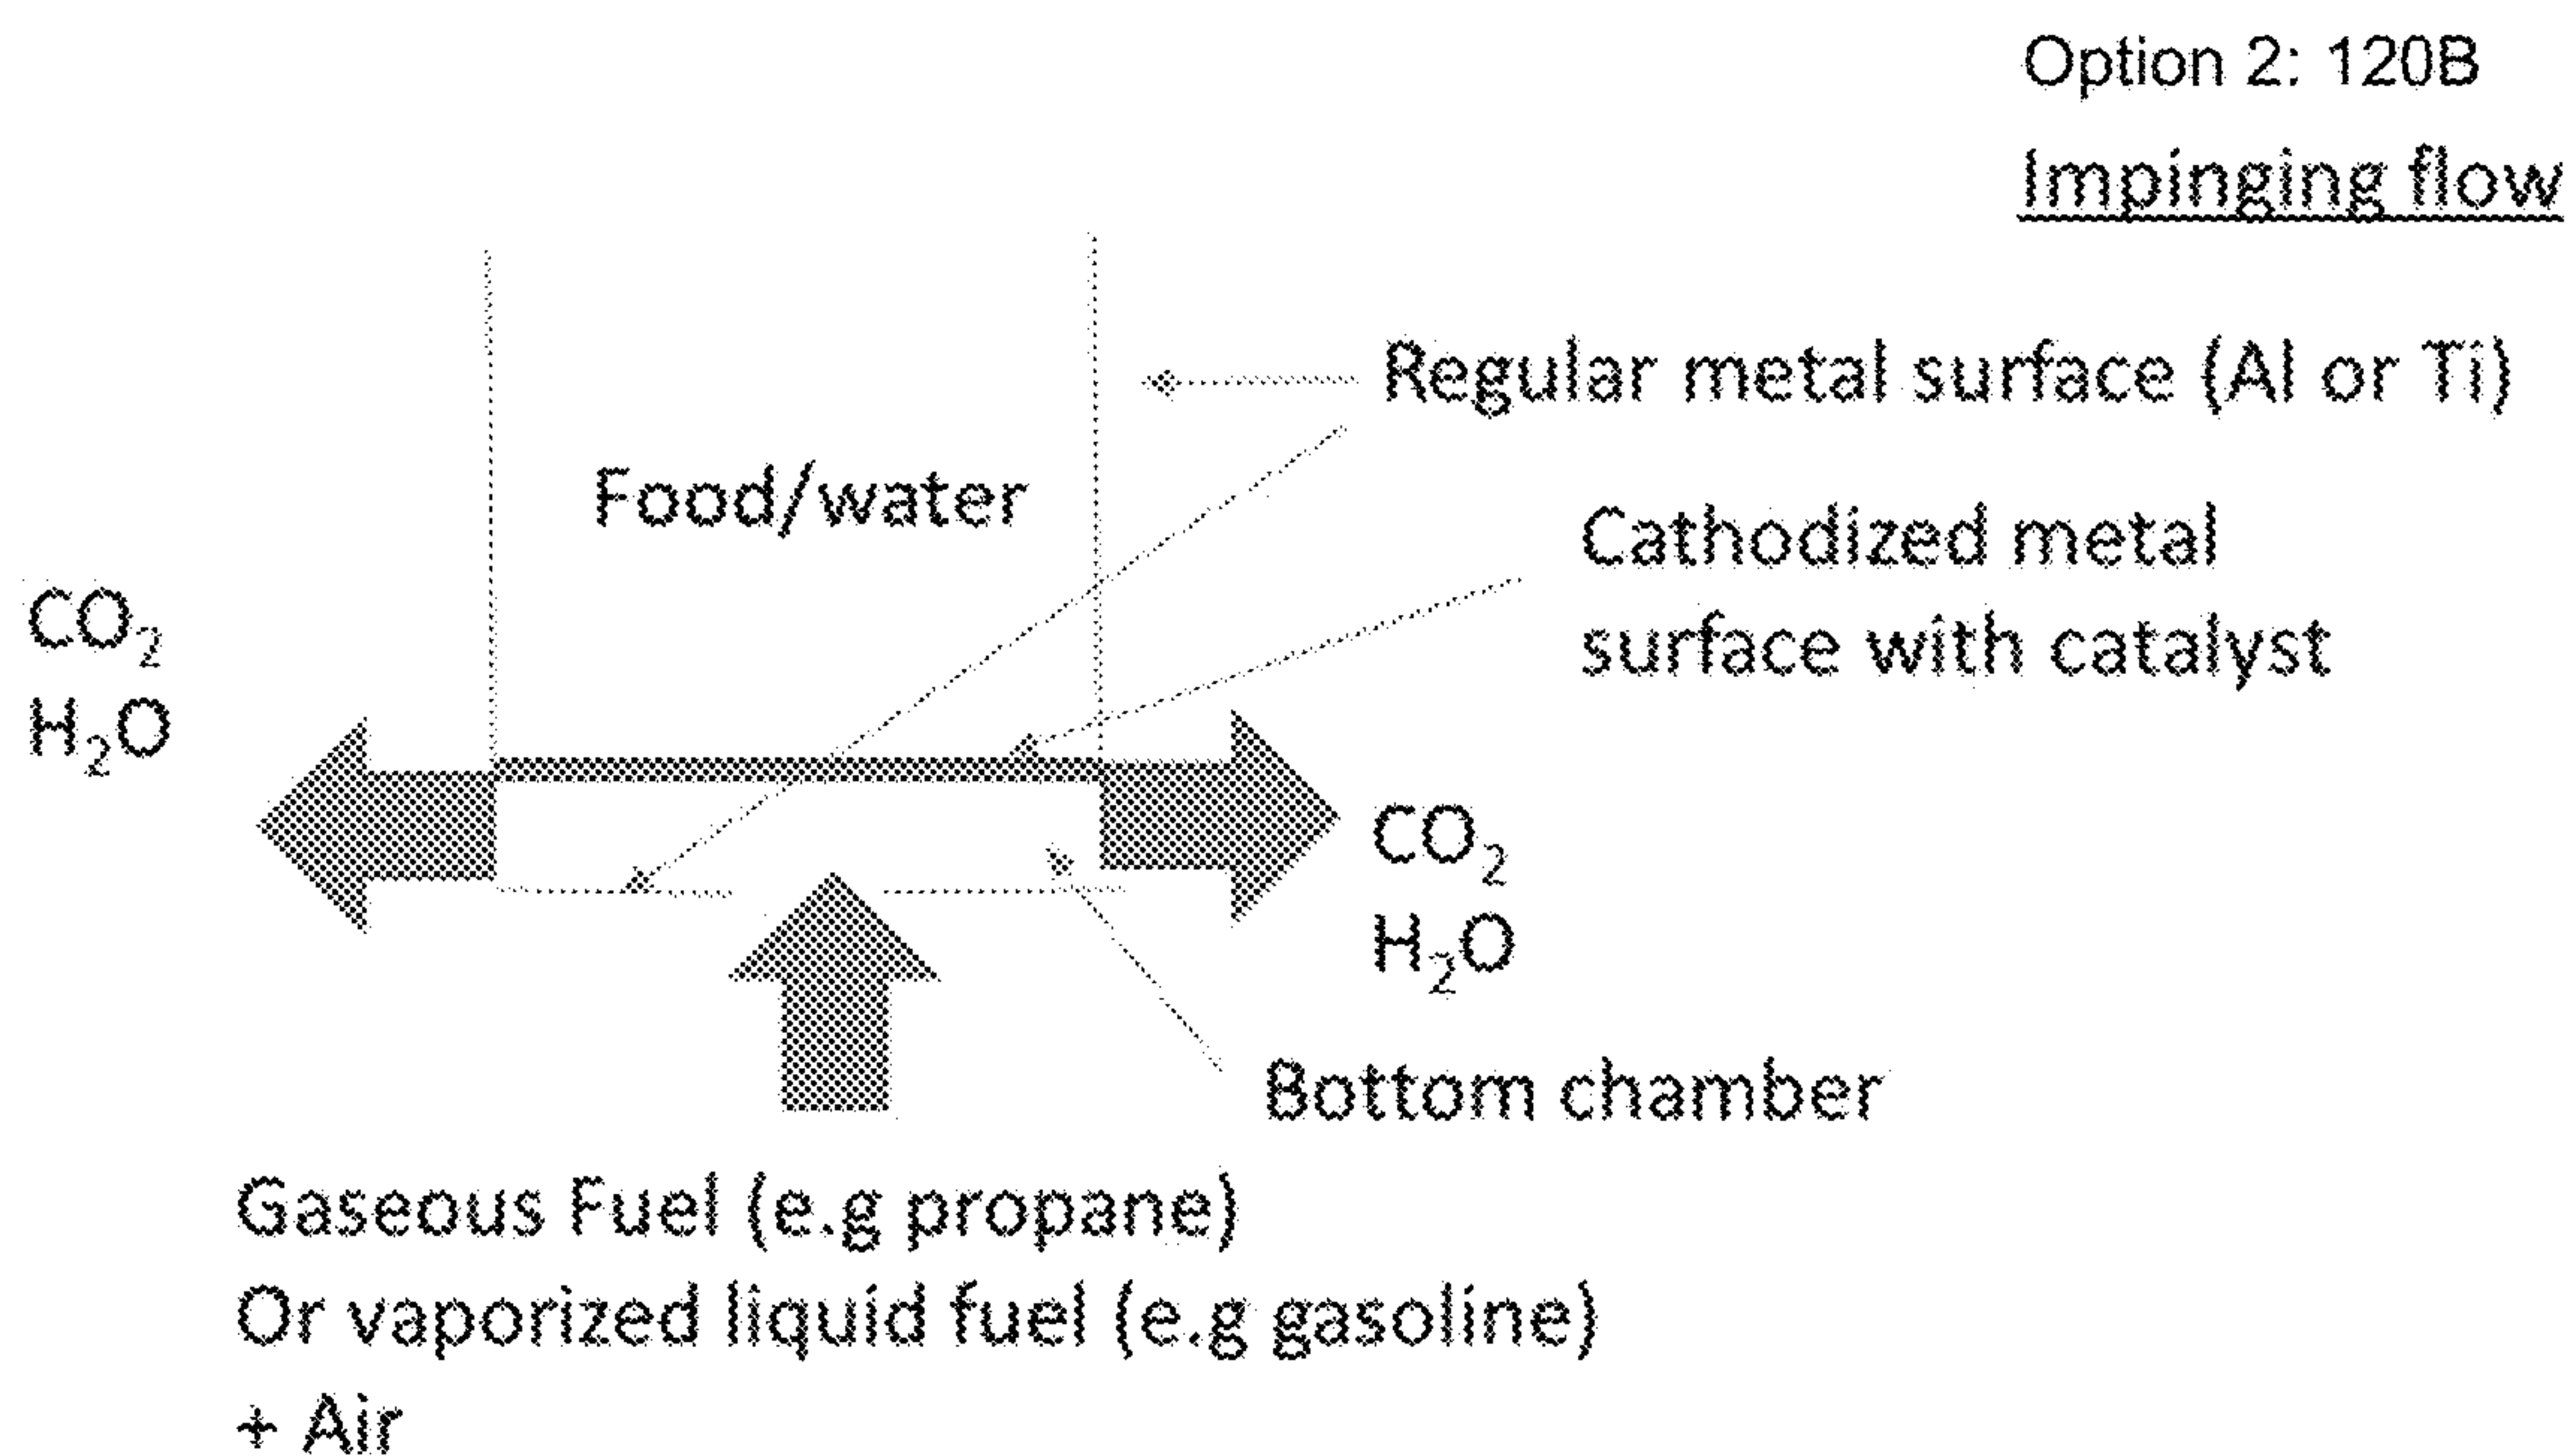 Option 2: 120B
Impinging flow
Regular metal surface (Al or Ti)
Food/water
Cathodized metal
surface with catalyst
CO₂
H₂O
CO₂
H₂O
Bottom chamber
Gaseous Fuel (e.g propane)
Or vaporized liquid fuel (e.g gasoline)
+ Air